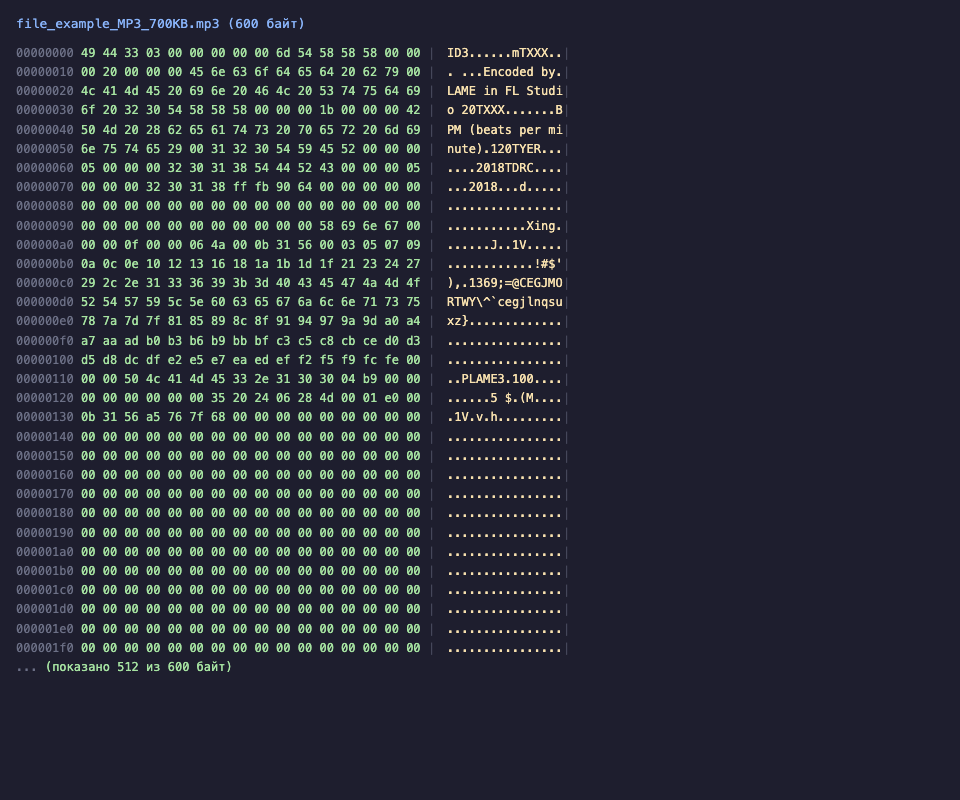 file_example_MP3_700KB.mp3 (600 байт)
00000000 49 44 33 03 00 00 00 00 00 6d 54 58 58 58 00 00 | ID3......mTXXX..|
00000010 00 20 00 00 00 45 6e 63 6f 64 65 64 20 62 79 00 | . ...Encoded by.|
00000020 4c 41 4d 45 20 69 6e 20 46 4c 20 53 74 75 64 69 | LAME in FL Studi|
00000030 6f 20 32 30 54 58 58 58 00 00 00 1b 00 00 00 42 | o 20TXXX.......B|
00000040 50 4d 20 28 62 65 61 74 73 20 70 65 72 20 6d 69 | PM (beats per mi|
00000050 6e 75 74 65 29 00 31 32 30 54 59 45 52 00 00 00 | nute).120TYER...|
00000060 05 00 00 00 32 30 31 38 54 44 52 43 00 00 00 05 | ....2018TDRC....|
00000070 00 00 00 32 30 31 38 ff fb 90 64 00 00 00 00 00 | ...2018...d.....|
00000080 00 00 00 00 00 00 00 00 00 00 00 00 00 00 00 00 | ................|
00000090 00 00 00 00 00 00 00 00 00 00 00 58 69 6e 67 00 | ...........Xing.|
000000a0 00 00 0f 00 00 06 4a 00 0b 31 56 00 03 05 07 09 | ......J..1V.....|
000000b0 0a 0c 0e 10 12 13 16 18 1a 1b 1d 1f 21 23 24 27 | ............!#$'|
000000c0 29 2c 2e 31 33 36 39 3b 3d 40 43 45 47 4a 4d 4f | ),.1369;=@CEGJMO|
000000d0 52 54 57 59 5c 5e 60 63 65 67 6a 6c 6e 71 73 75 | RTWY\^`cegjlnqsu|
000000e0 78 7a 7d 7f 81 85 89 8c 8f 91 94 97 9a 9d a0 a4 | xz}.............|
000000f0 a7 aa ad b0 b3 b6 b9 bb bf c3 c5 c8 cb ce d0 d3 | ................|
00000100 d5 d8 dc df e2 e5 e7 ea ed ef f2 f5 f9 fc fe 00 | ................|
00000110 00 00 50 4c 41 4d 45 33 2e 31 30 30 04 b9 00 00 | ..PLAME3.100....|
00000120 00 00 00 00 00 00 35 20 24 06 28 4d 00 01 e0 00 | ......5 $.(M....|
00000130 0b 31 56 a5 76 7f 68 00 00 00 00 00 00 00 00 00 | .1V.v.h.........|
00000140 00 00 00 00 00 00 00 00 00 00 00 00 00 00 00 00 | ................|
00000150 00 00 00 00 00 00 00 00 00 00 00 00 00 00 00 00 | ................|
00000160 00 00 00 00 00 00 00 00 00 00 00 00 00 00 00 00 | ................|
00000170 00 00 00 00 00 00 00 00 00 00 00 00 00 00 00 00 | ................|
00000180 00 00 00 00 00 00 00 00 00 00 00 00 00 00 00 00 | ................|
00000190 00 00 00 00 00 00 00 00 00 00 00 00 00 00 00 00 | ................|
000001a0 00 00 00 00 00 00 00 00 00 00 00 00 00 00 00 00 | ................|
000001b0 00 00 00 00 00 00 00 00 00 00 00 00 00 00 00 00 | ................|
000001c0 00 00 00 00 00 00 00 00 00 00 00 00 00 00 00 00 | ................|
000001d0 00 00 00 00 00 00 00 00 00 00 00 00 00 00 00 00 | ................|
000001e0 00 00 00 00 00 00 00 00 00 00 00 00 00 00 00 00 | ................|
000001f0 00 00 00 00 00 00 00 00 00 00 00 00 00 00 00 00 | ................|
... (показано 512 из 600 байт)